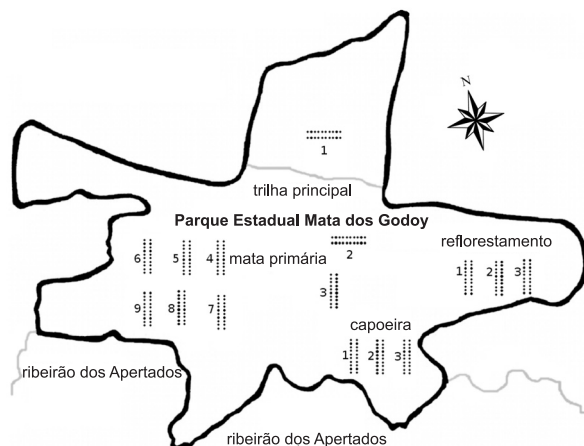 N
1
trilha principal
Parque Estadual Mata dos Godoy
reflorestamento
6 5 4 mata primária
2
1 2 3
3
9 8 7
capoeira
1 2 3
ribeirão dos Apertados
ribeirão dos Apertados